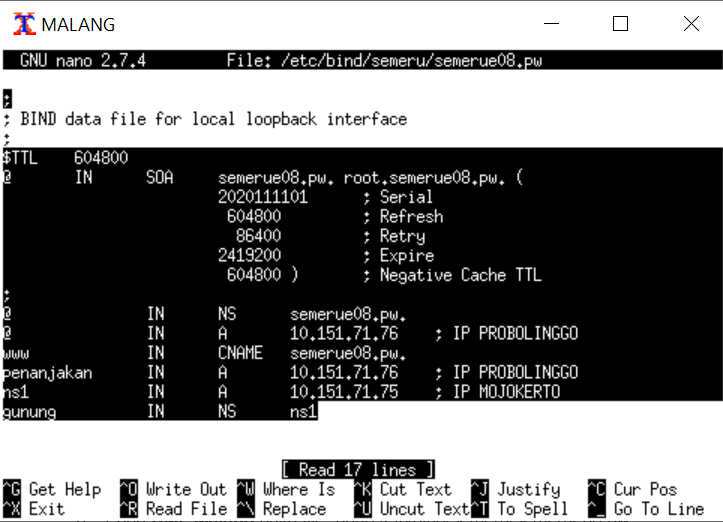 MALANG
GNU nano 2.7.4 File: /etc/bind/semeru/semerue08.pw
;
; BIND data file for local loopback interface
;
$TTL 604800
@ IN SOA semerue08.pw. root.semerue08.pw. (
2020111101 ; Serial
604800 ; Refresh
86400 ; Retry
2419200 ; Expire
604800 ) ; Negative Cache TTL
;
@ IN NS semerue08.pw.
@ IN A 10.151.71.76 ; IP PROBOLINGGO
www IN CNAME semerue08.pw.
penanjakan IN A 10.151.71.76 ; IP PROBOLINGGO
ns1 IN A 10.151.71.75 ; IP MOJOKERTO
gunung IN NS ns1
[ Read 17 lines ]
^G Get Help ^O Write Out ^W Where Is ^K Cut Text ^J Justify ^C Cur Pos
^X Exit ^R Read File ^\ Replace ^U Uncut Text ^T To Spell ^_ Go To Line